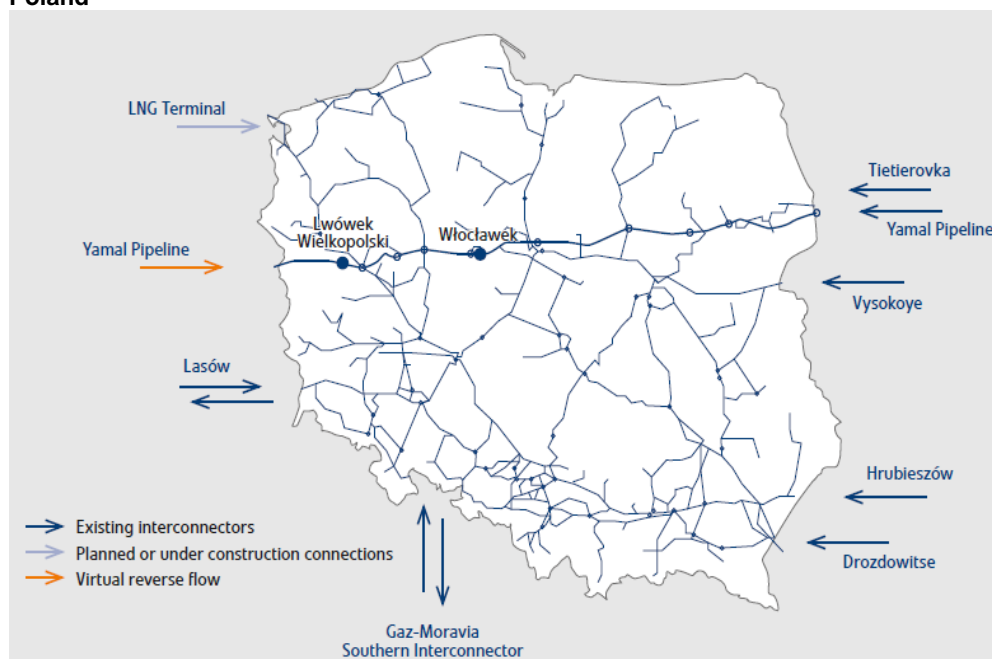 Poland
LNG Terminal
Tietierovka
Yamal Pipeline
Lwówek
Wielkopolski
Włocławék
Yamal Pipeline
Vysokoye
Lasów
Hrubieszów
Existing interconnectors
Planned or under construction connections
Virtual reverse flow
Drozdowitse
Gaz-Moravia
Southern Interconnector